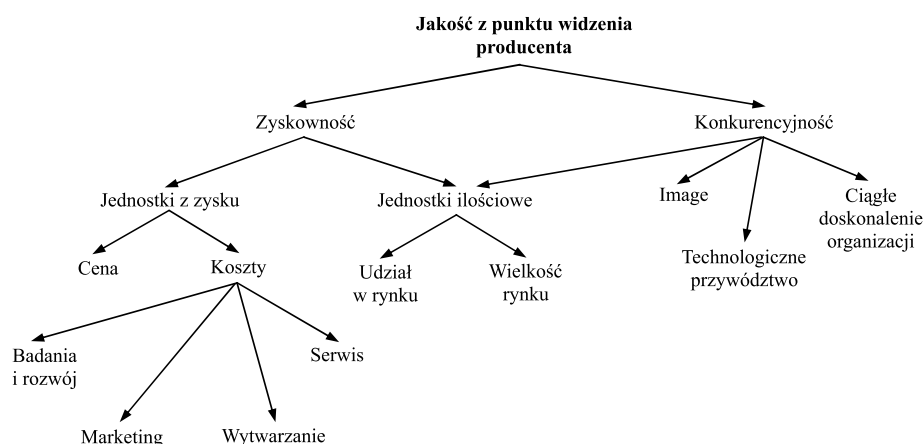 Jakość z punktu widzenia
producenta
Zyskowność
Konkurencyjność
Jednostki z zysku
Jednostki ilościowe
Image
Ciągłe
doskonalenie
organizacji
Cena
Koszty
Udział
w rynku
Wielkość
rynku
Technologiczne
przywództwo
Badania
i rozwój
Serwis
Marketing
Wytwarzanie